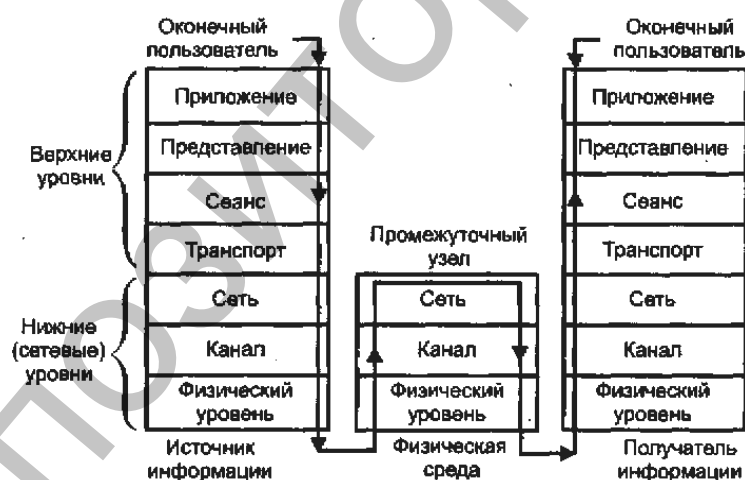 Оконечный
пользователь
Оконечный
пользователь
Верхние
уровни
Приложение
Представление
Сеанс
Транспорт
Сеть
Канал
Физический
уровень
Нижние
(сетевые)
уровни
Источник
информации
Промежуточный
узел
Сеть
Канал
Физический
уровень
Физическая
среда
Приложение
Представление
Сеанс
Транспорт
Сеть
Канал
Физический
уровень
Получатель
информации
ПОЗИТОР